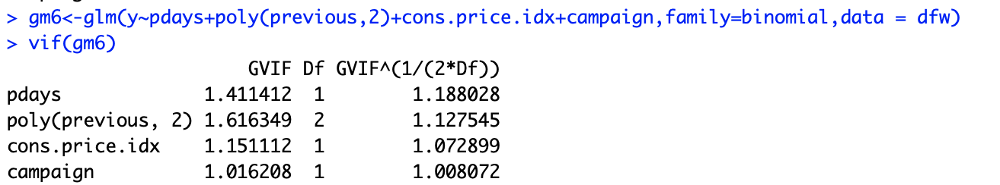 > gm6<-glm(y~pdays+poly(previous,2)+cons.price.idx+campaign,family=binomial,data = dfw)
> vif(gm6)
GVIF Df GVIF^(1/(2*Df))
pdays 1.411412 1 1.188028
poly(previous, 2) 1.616349 2 1.127545
cons.price.idx 1.151112 1 1.072899
campaign 1.016208 1 1.008072